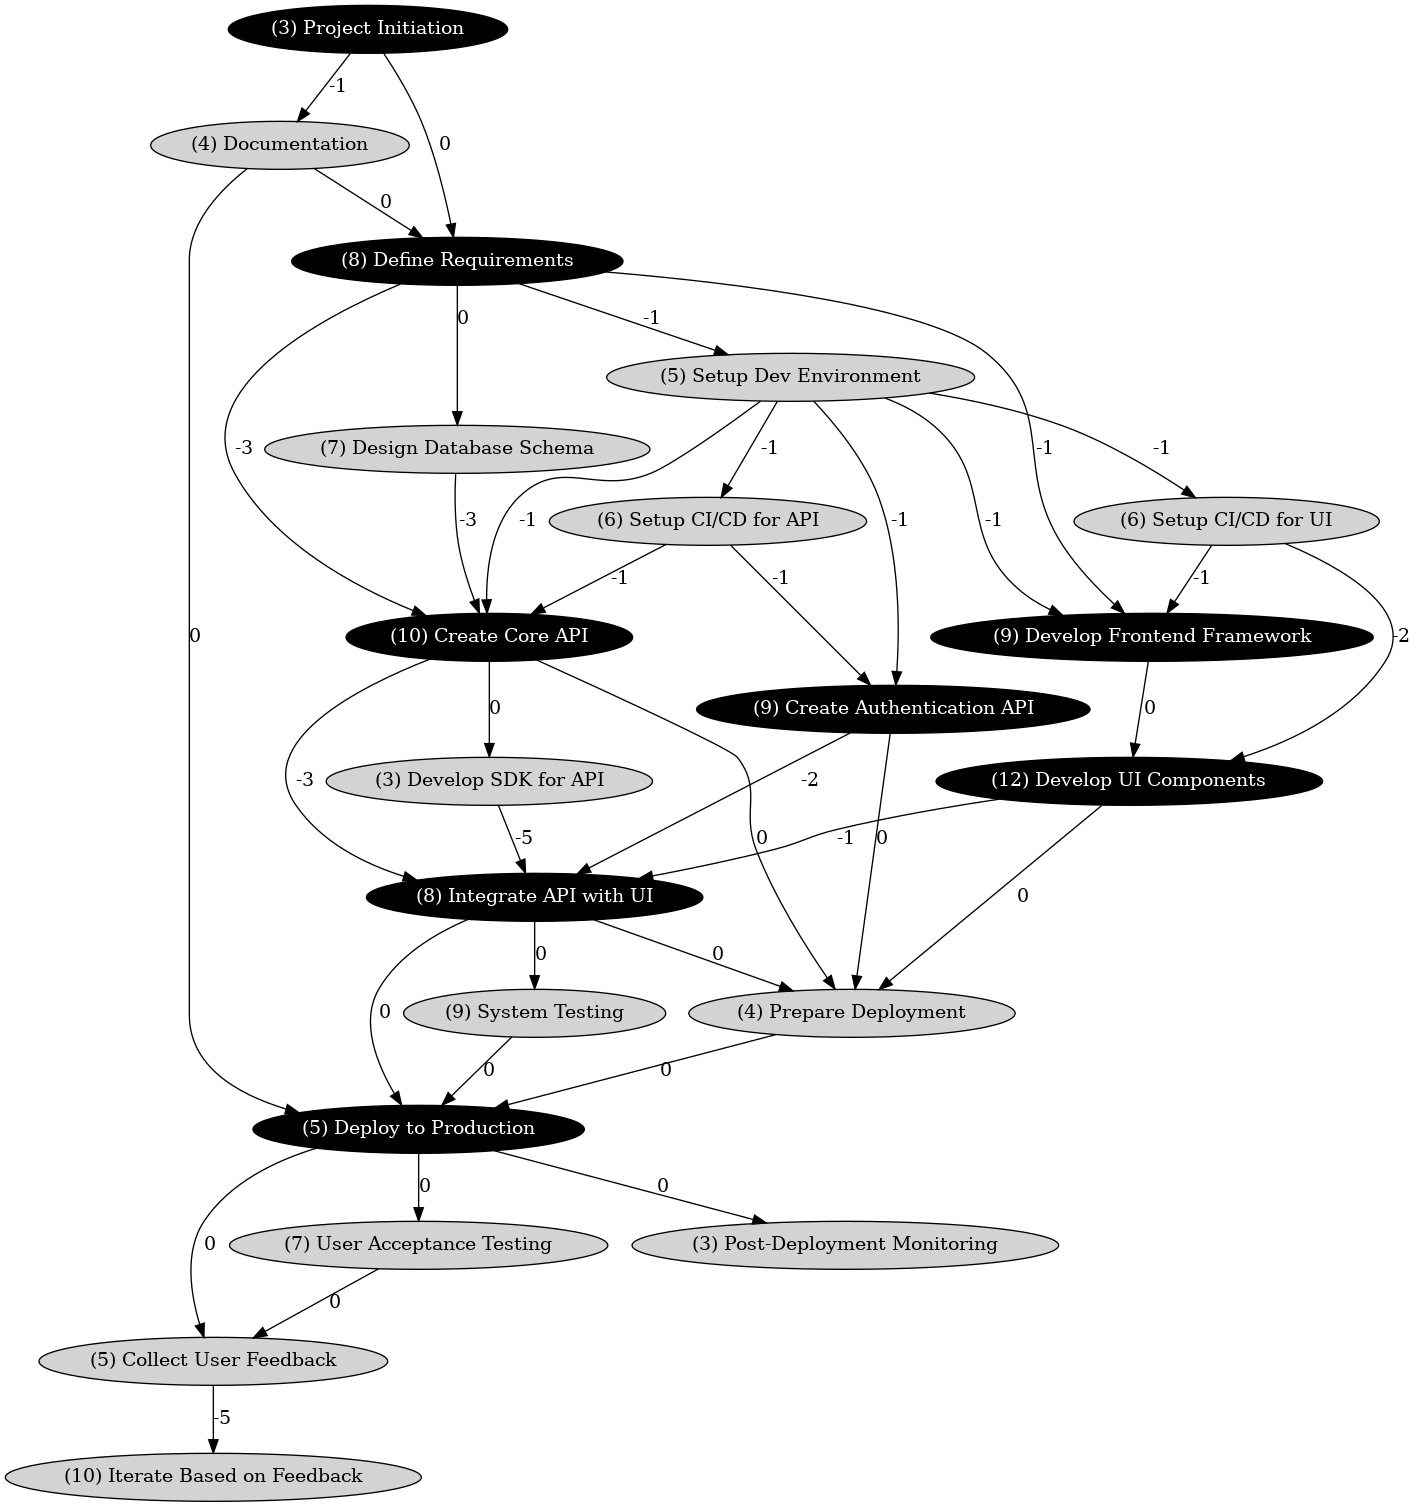 (3) Project Initiation
-1
(4) Documentation
0
0
(8) Define Requirements
0
-1
(5) Setup Dev Environment
-3
(7) Design Database Schema
-1
-1
-1
-3
-1
(6) Setup CI/CD for API
-1
-1
(6) Setup CI/CD for UI
-1
-1
-1
0
(10) Create Core API
(9) Develop Frontend Framework
-2
0
(9) Create Authentication API
0
-3
(3) Develop SDK for API
-2
(12) Develop UI Components
-5
0
0
-1
(8) Integrate API with UI
0
0
0
0
(9) System Testing
(4) Prepare Deployment
0
0
(5) Deploy to Production
0
0
0
(7) User Acceptance Testing
(3) Post-Deployment Monitoring
0
(5) Collect User Feedback
-5
(10) Iterate Based on Feedback